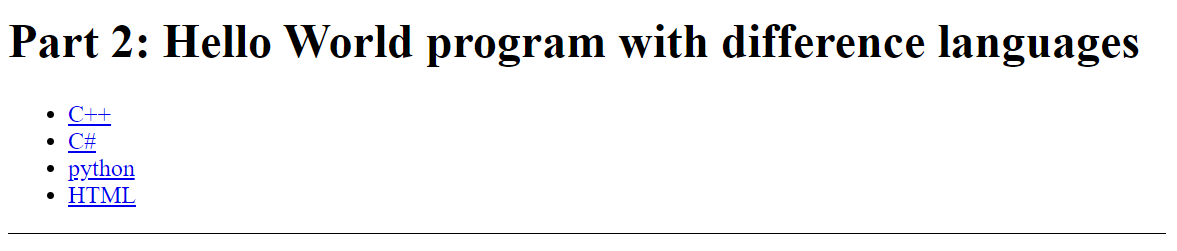 Part 2: Hello World program with difference languages
C++
C#
python
HTML